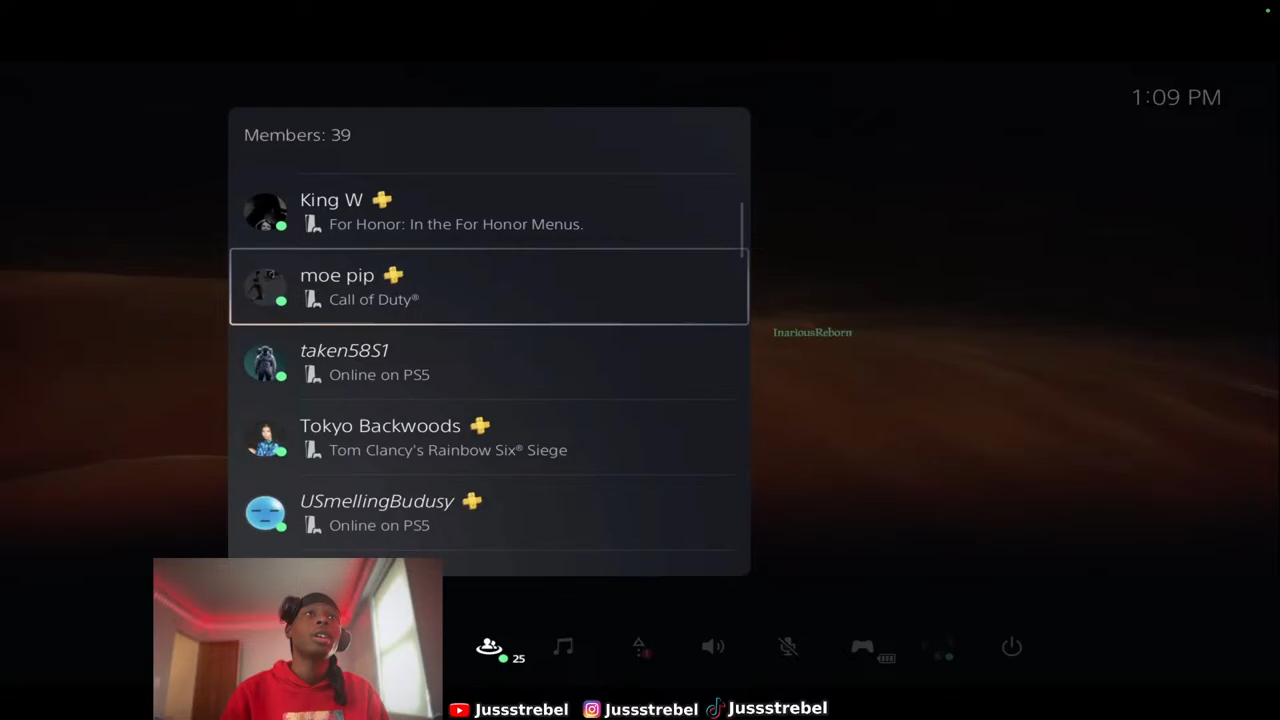 1:09 PM
Members: 39
King W
For Honor: In the For Honor Menus.
moe pip
Call of Duty®
InariousReborn
taken58S1
Online on PS5
Tokyo Backwoods
Tom Clancy's Rainbow Six® Siege
USmellingBudusy
Online on PS5
25
Jussstrebel Jussstrebel Jussstrebel